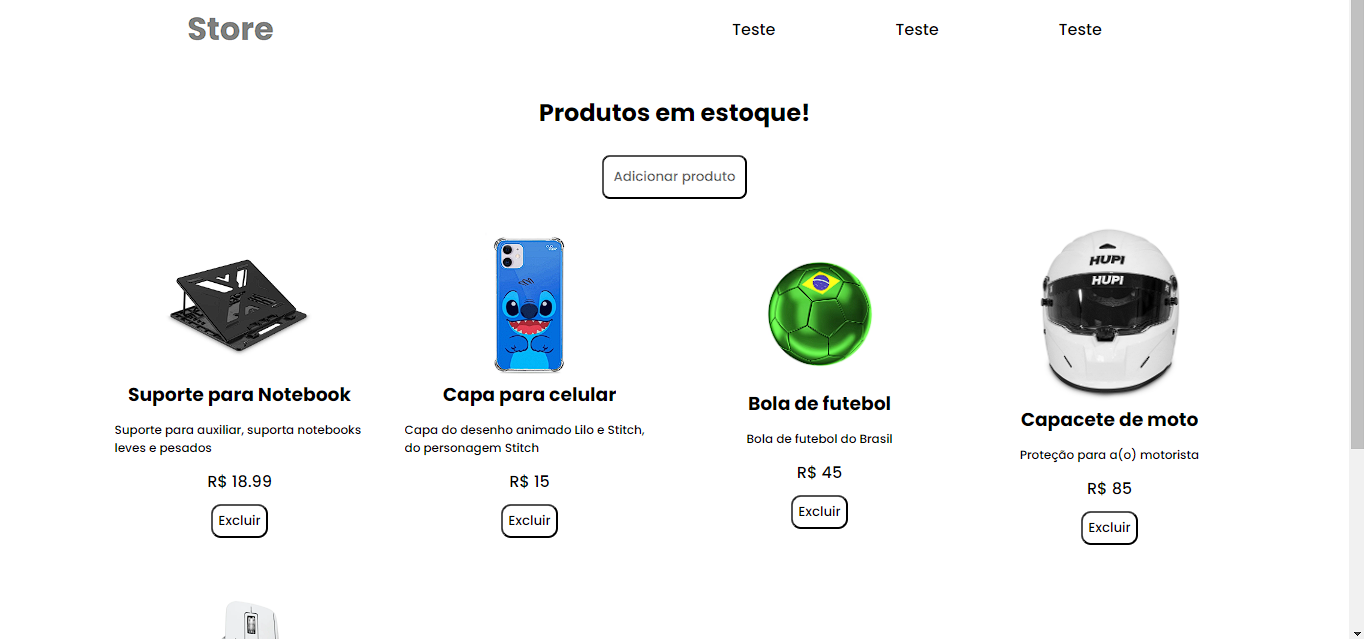 Store
Teste
Teste
Teste
Produtos em estoque!
Adicionar produto
HUPI
HUPI
Suporte para Notebook
Suporte para auxiliar, suporta notebooks
leves e pesados
R$ 18.99
Excluir
Capa para celular
Capa do desenho animado Lilo e Stitch,
do personagem Stitch
R$ 15
Excluir
Bola de futebol
Bola de futebol do Brasil
R$ 45
Excluir
Capacete de moto
Proteção para a(o) motorista
R$ 85
Excluir